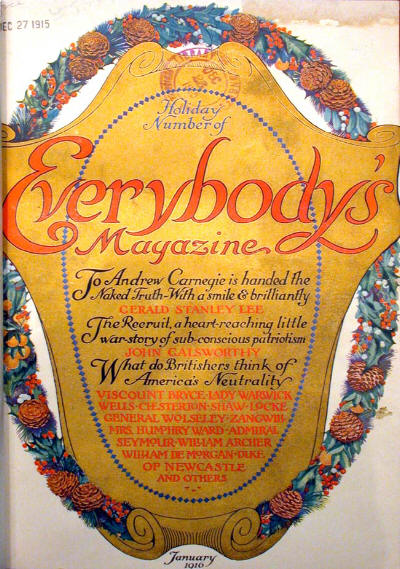 DEC 27 1915
Holiday
Number of
Everybody's
Magazine
To Andrew Carnegie is handed the
Naked Truth-With a smile & brilliantly
GERALD STANLEY LEE
The Recruit, a heart-reaching little
war-story of sub-conscious patriotism
JOHN GALSWORTHY
What do Britishers think of
America's Neutrality
VISCOUNT BRYCE·LADY WARWICK
WELLS·CHESTERTON·SHAW·LOCKE
GENERAL WOLSELEY·ZANGWILL
MRS. HUMPHRY WARD·ADMIRAL
SEYMOUR·WILLIAM ARCHER
WILLIAM DE MORGAN·DUKE
OF NEWCASTLE
AND OTHERS
January
1916